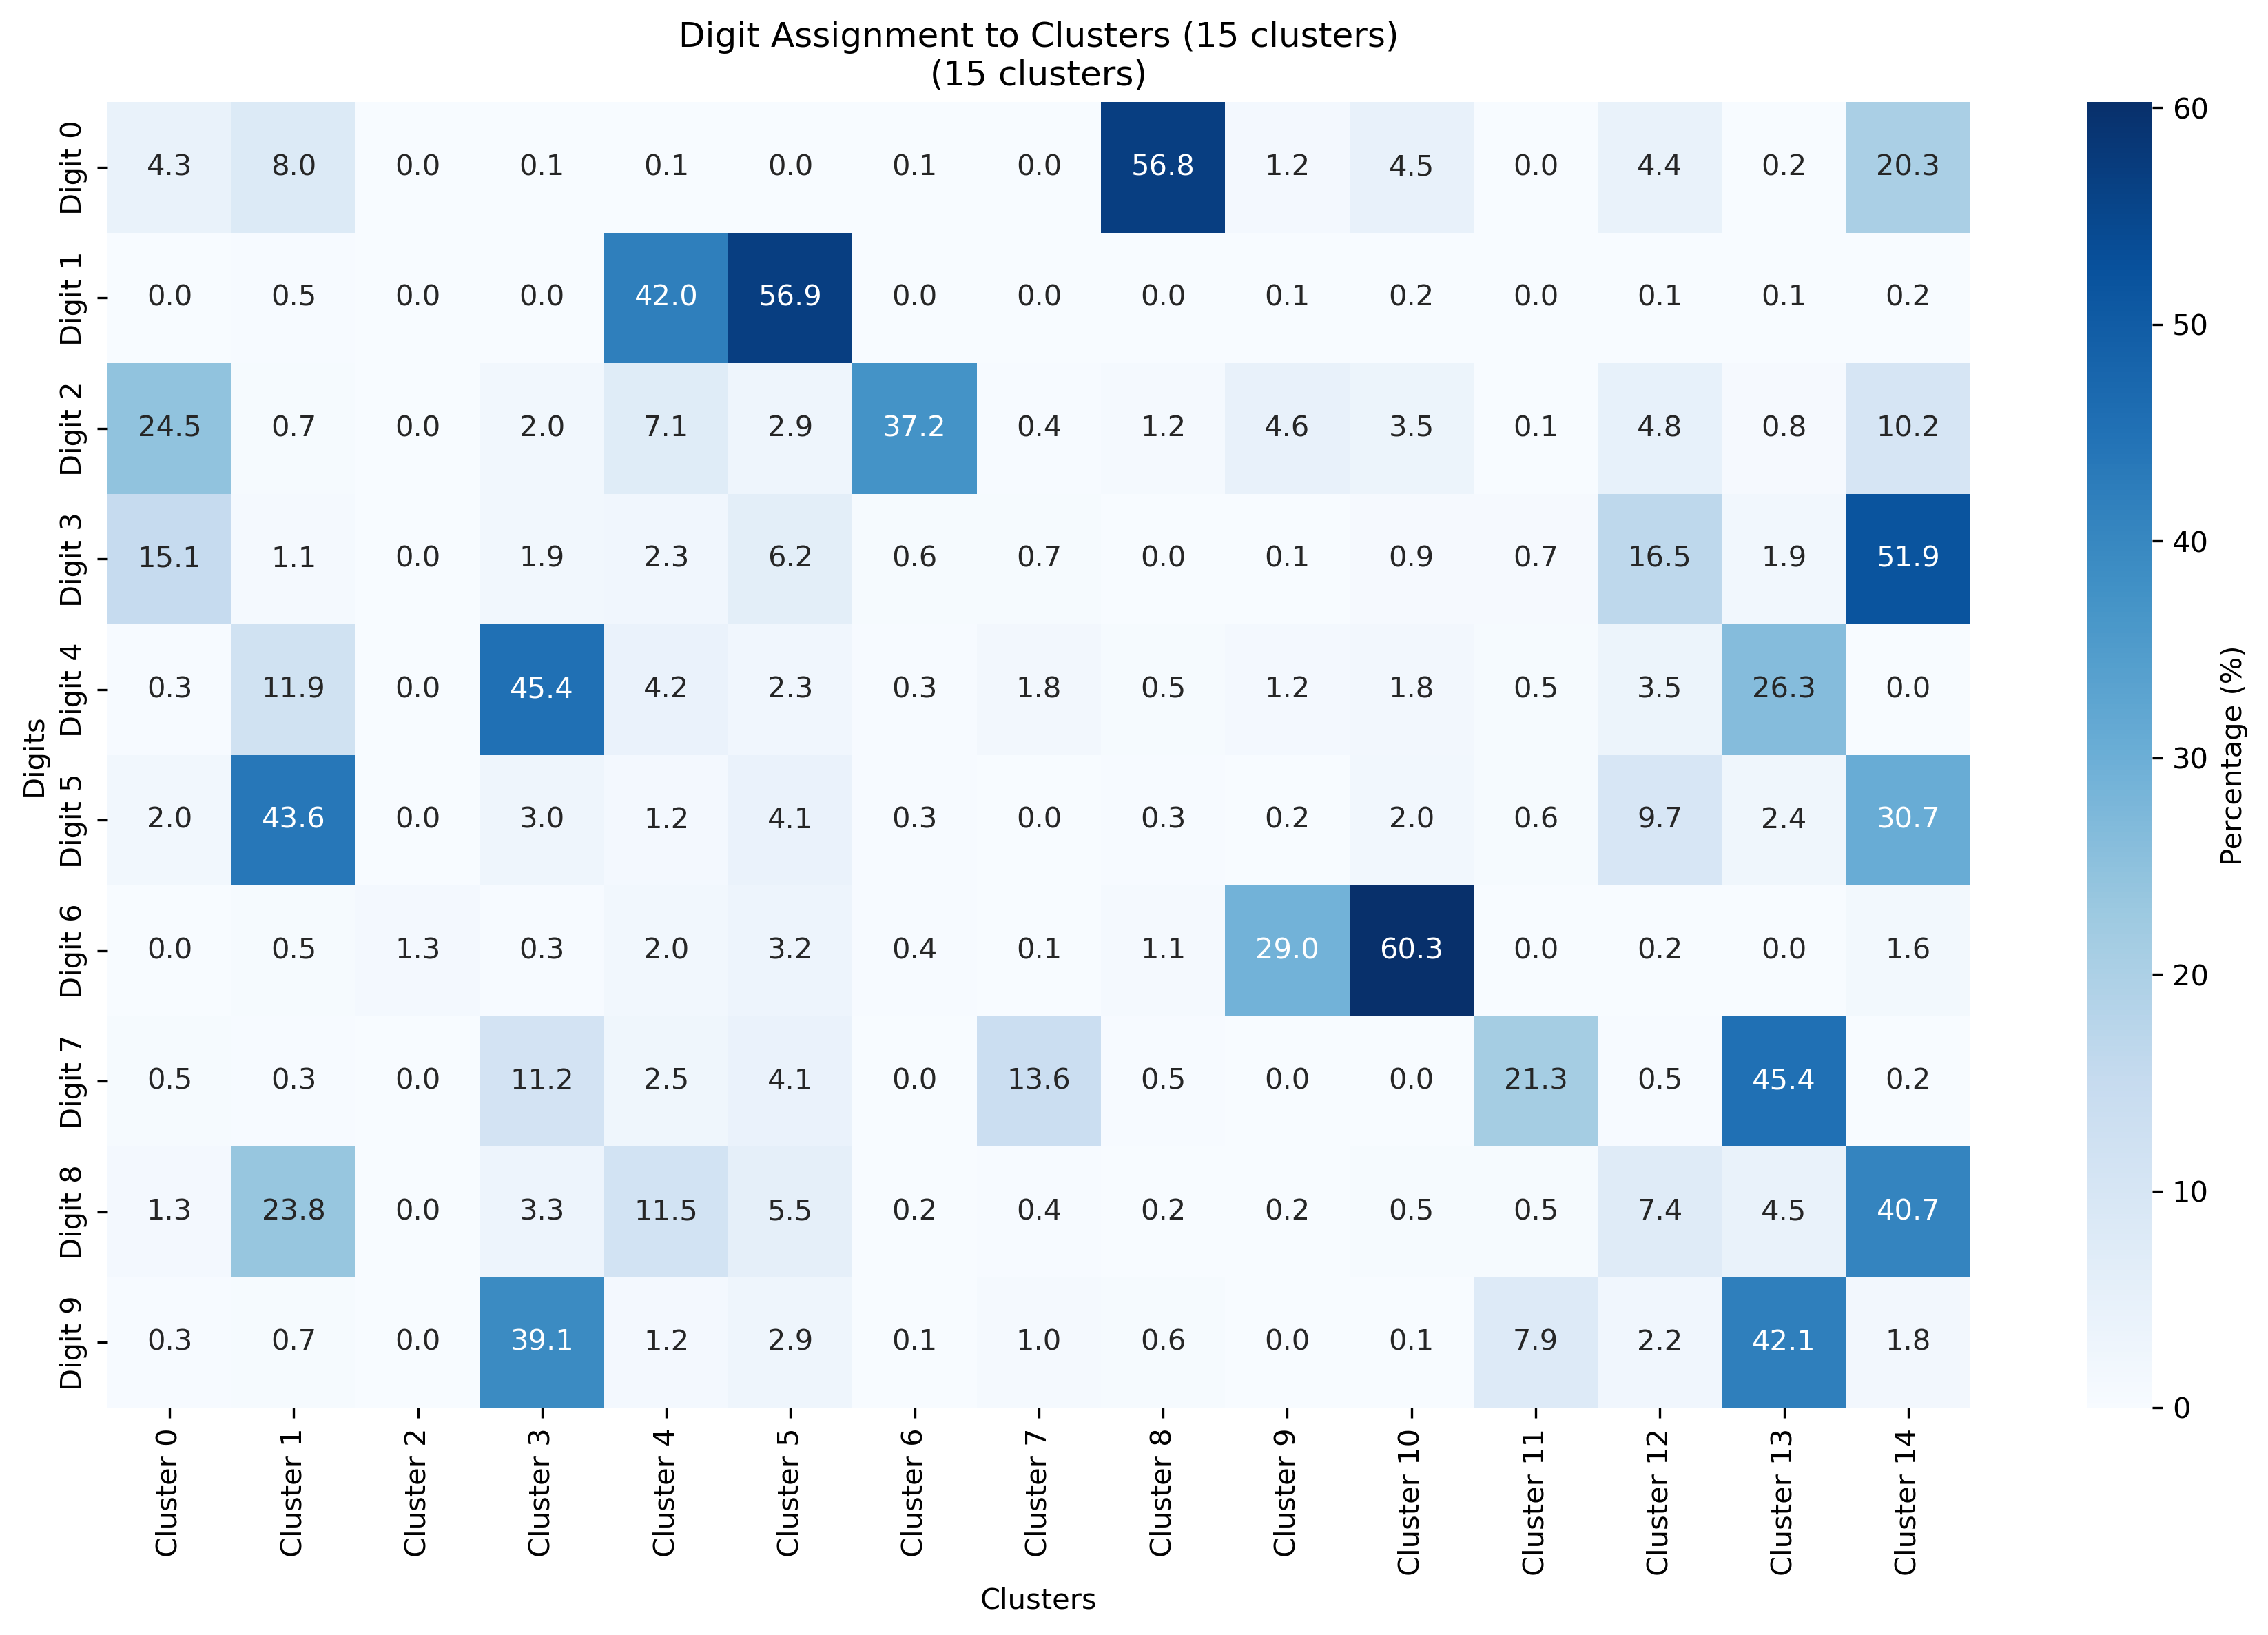 Digit Assignment to Clusters (15 clusters)
(15 clusters)
Digits
Digit 0 4.3 8.0 0.0 0.1 0.1 0.0 0.1 0.0 56.8 1.2 4.5 0.0 4.4 0.2 20.3
Digit 1 0.0 0.5 0.0 0.0 42.0 56.9 0.0 0.0 0.0 0.1 0.2 0.0 0.1 0.1 0.2
Digit 2 24.5 0.7 0.0 2.0 7.1 2.9 37.2 0.4 1.2 4.6 3.5 0.1 4.8 0.8 10.2
Digit 3 15.1 1.1 0.0 1.9 2.3 6.2 0.6 0.7 0.0 0.1 0.9 0.7 16.5 1.9 51.9
Digit 4 0.3 11.9 0.0 45.4 4.2 2.3 0.3 1.8 0.5 1.2 1.8 0.5 3.5 26.3 0.0
Digit 5 2.0 43.6 0.0 3.0 1.2 4.1 0.3 0.0 0.3 0.2 2.0 0.6 9.7 2.4 30.7
Digit 6 0.0 0.5 1.3 0.3 2.0 3.2 0.4 0.1 1.1 29.0 60.3 0.0 0.2 0.0 1.6
Digit 7 0.5 0.3 0.0 11.2 2.5 4.1 0.0 13.6 0.5 0.0 0.0 21.3 0.5 45.4 0.2
Digit 8 1.3 23.8 0.0 3.3 11.5 5.5 0.2 0.4 0.2 0.2 0.5 0.5 7.4 4.5 40.7
Digit 9 0.3 0.7 0.0 39.1 1.2 2.9 0.1 1.0 0.6 0.0 0.1 7.9 2.2 42.1 1.8
Cluster 0 Cluster 1 Cluster 2 Cluster 3 Cluster 4 Cluster 5 Cluster 6 Cluster 7 Cluster 8 Cluster 9 Cluster 10 Cluster 11 Cluster 12 Cluster 13 Cluster 14
Clusters
60
50
40
30
20
10
0
Percentage (%)